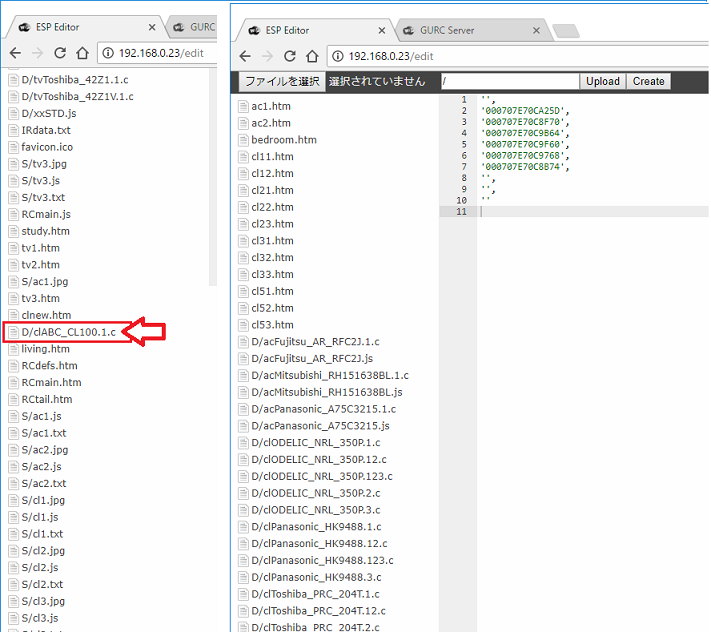 ESP Editor
GURC
192.168.0.23/edit
D/tvToshiba_42Z1.1.c
D/tvToshiba_42Z1V.1.c
D/xxSTD.js
IRdata.txt
favicon.ico
S/tv3.jpg
S/tv3.js
S/tv3.txt
RCmain.js
study.htm
tv1.htm
tv2.htm
S/ac1.jpg
tv3.htm
clnew.htm
D/clABC_CL100.1.c
living.htm
RCdefs.htm
RCmain.htm
RCtail.htm
S/ac1.js
S/ac1.txt
S/ac2.jpg
S/ac2.js
S/ac2.txt
S/cl1.jpg
S/cl1.js
S/cl1.txt
S/cl2.jpg
S/cl2.js
S/cl2.txt
S/cl3.jpg
S/cl3.js
ESP Editor
GURC Server
192.168.0.23/edit
ファイルを選択 選択されていません / Upload Create
ac1.htm
ac2.htm
bedroom.htm
cl11.htm
cl12.htm
cl21.htm
cl22.htm
cl23.htm
cl31.htm
cl32.htm
cl33.htm
cl51.htm
cl52.htm
cl53.htm
D/acFujitsu_AR_RFC2J.1.c
D/acFujitsu_AR_RFC2J.js
D/acMitsubishi_RH151638BL.1.c
D/acMitsubishi_RH151638BL.js
D/acPanasonic_A75C3215.1.c
D/acPanasonic_A75C3215.js
D/clODELIC_NRL_350P.1.c
D/clODELIC_NRL_350P.12.c
D/clODELIC_NRL_350P.123.c
D/clODELIC_NRL_350P.2.c
D/clODELIC_NRL_350P.3.c
D/clPanasonic_HK9488.1.c
D/clPanasonic_HK9488.12.c
D/clPanasonic_HK9488.123.c
D/clPanasonic_HK9488.3.c
D/clToshiba_PRC_204T.1.c
D/clToshiba_PRC_204T.12.c
D/clToshiba_PRC_204T.2.c
1 '',
2 '000707E70CA25D',
3 '000707E70C8F70',
4 '000707E70C9B64',
5 '000707E70C9F60',
6 '000707E70C9768',
7 '000707E70C8B74',
8 '',
9 '',
10 ''
11